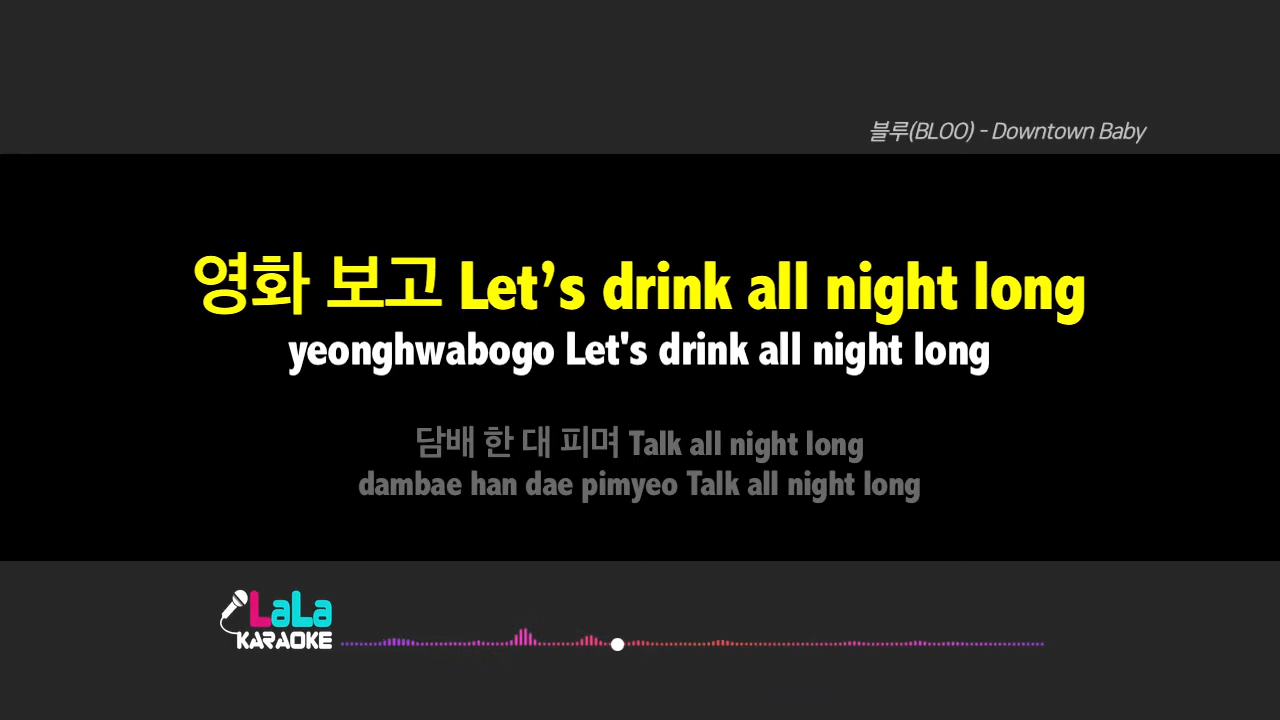 블루(BLOO) - Downtown Baby
영화 보고 Let’s drink all night long
yeonghwabogo Let's drink all night long
담배 한 대 피며 Talk all night long
dambae han dae pimyeo Talk all night long
LaLa
KARAOKE